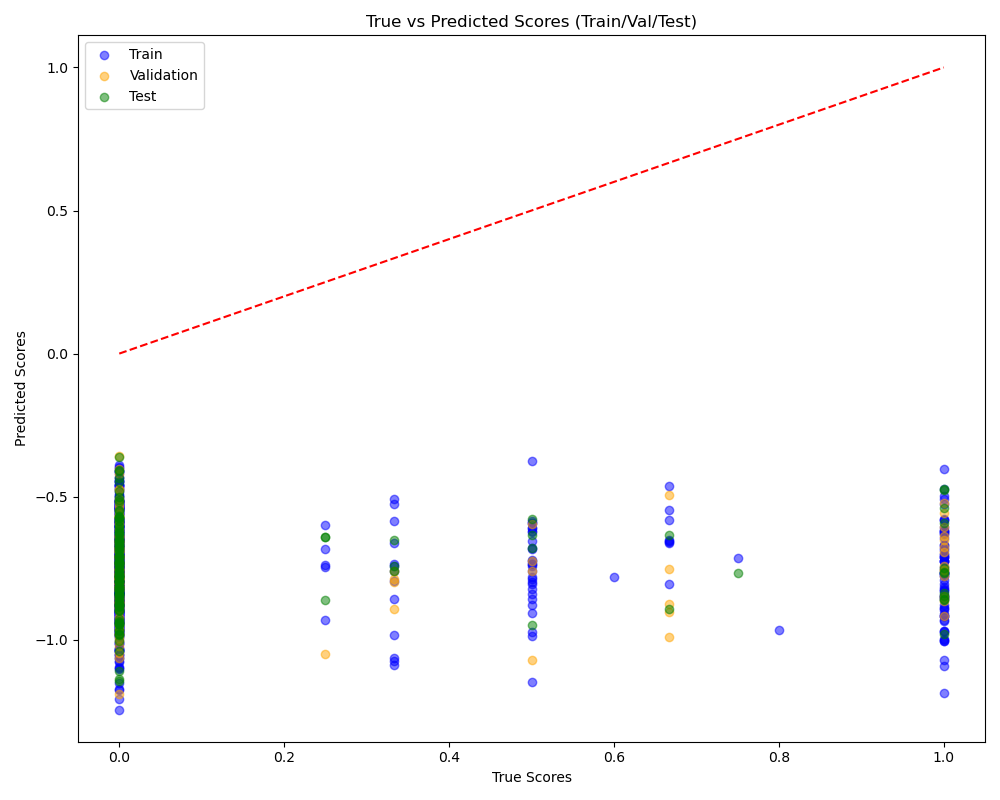 True vs Predicted Scores (Train/Val/Test)
Train
Validation
Test
1.0
0.5
0.0
−0.5
−1.0
Predicted Scores
0.0 0.2 0.4 0.6 0.8 1.0
True Scores